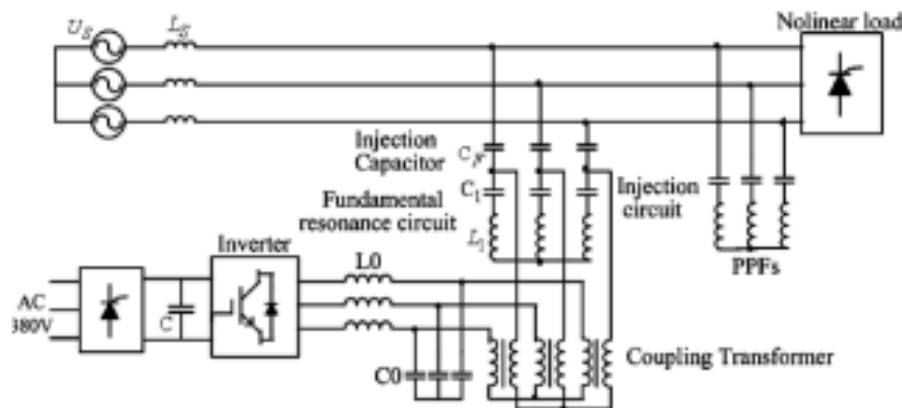 U_S
L_S
Nolinear load
Injection
Capacitor
C_F
Fundamental
resonance circuit
C_1
L_1
Injection
circuit
PPFs
Inverter
L0
AC
380V
C
C0
Coupling Transformer